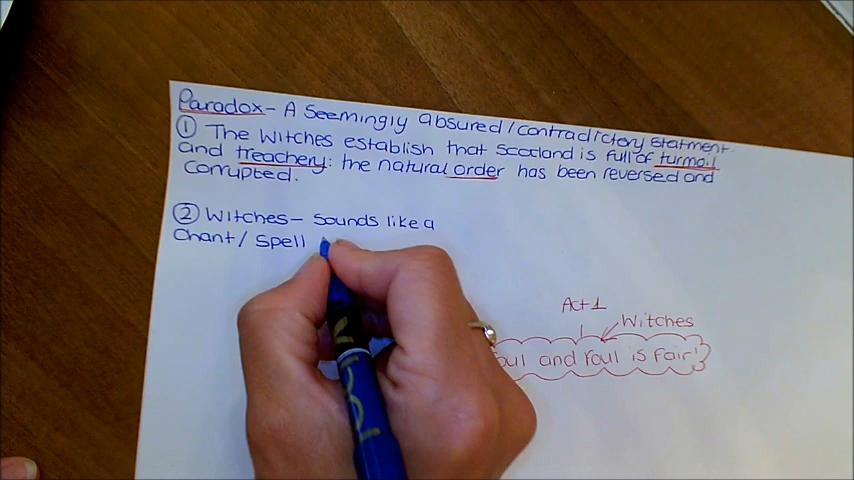 Paradox- A Seemingly absured/contradictory statment.
① The Witches establish that Scotland is full of turmoil
and treachery: the natural order has been reversed and
corrupted.
② Witches- sounds like a
chant/ spell
Act 1
Witches
oul and Foul is Fair'